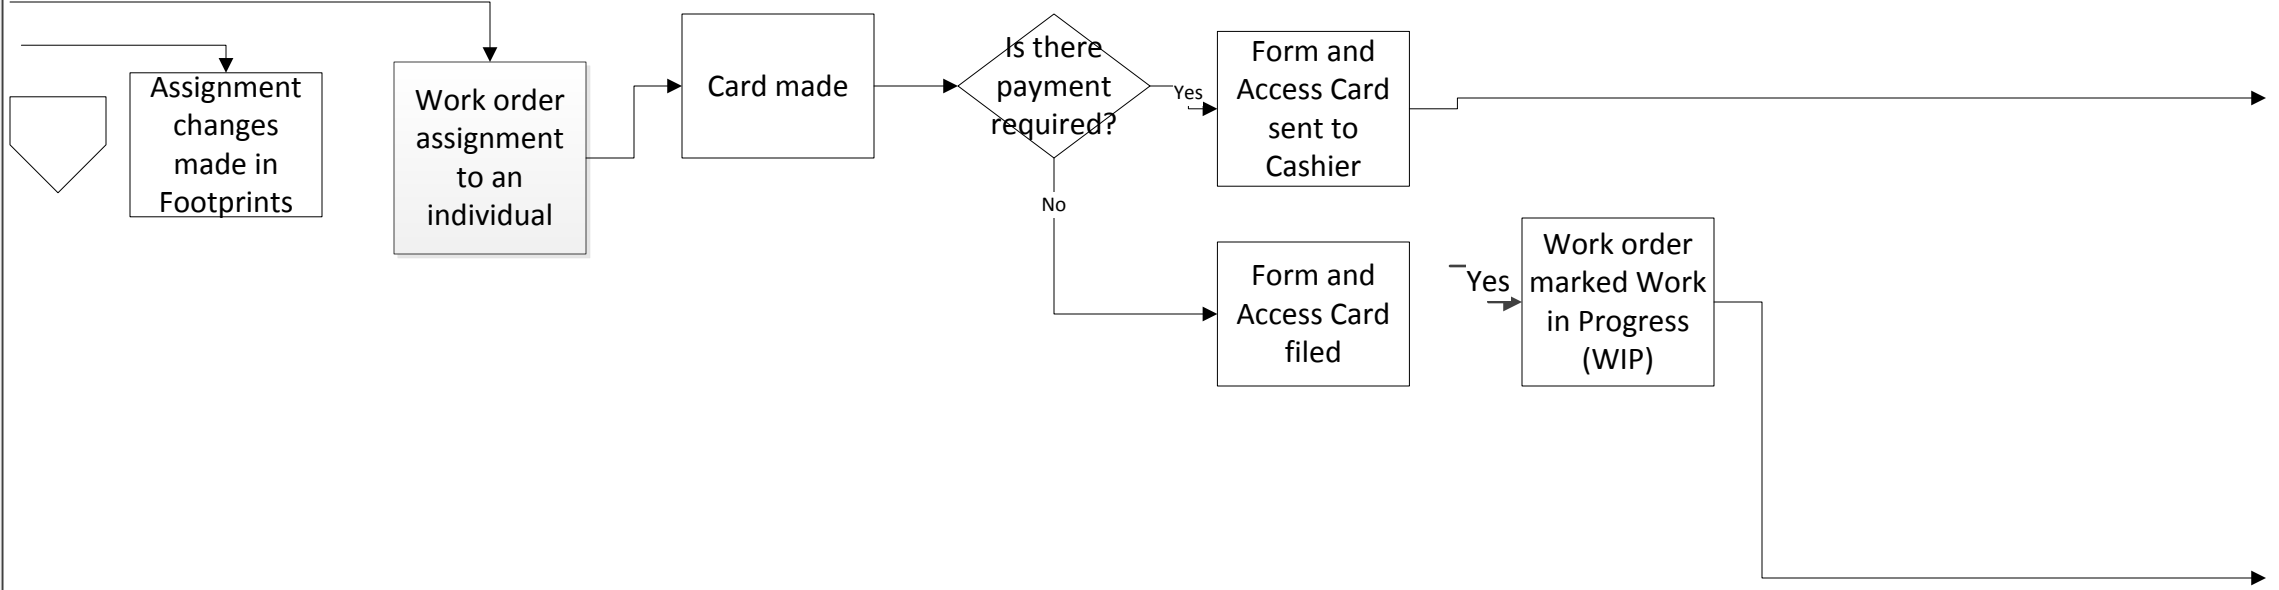 Assignment
changes
made in
Footprints
Work order
assignment
to an
individual
Card made
Is there
payment
required?
Yes
No
Form and
Access Card
sent to
Cashier
Form and
Access Card
filed
Yes
Work order
marked Work
in Progress
(WIP)